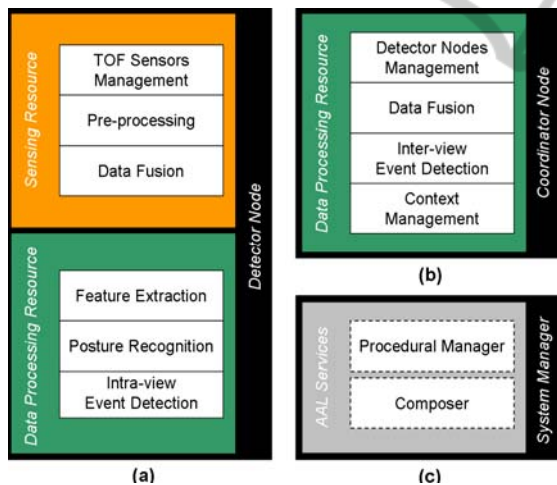 Sensing Resource
TOF Sensors
Management
Pre-processing
Data Fusion
Data Processing Resource
Feature Extraction
Posture Recognition
Intra-view
Event Detection
Detector Node
(a)
Data Processing Resource
Detector Nodes
Management
Data Fusion
Inter-view
Event Detection
Context
Management
Coordinator Node
(b)
AAL Services
Procedural Manager
Composer
System Manager
(c)